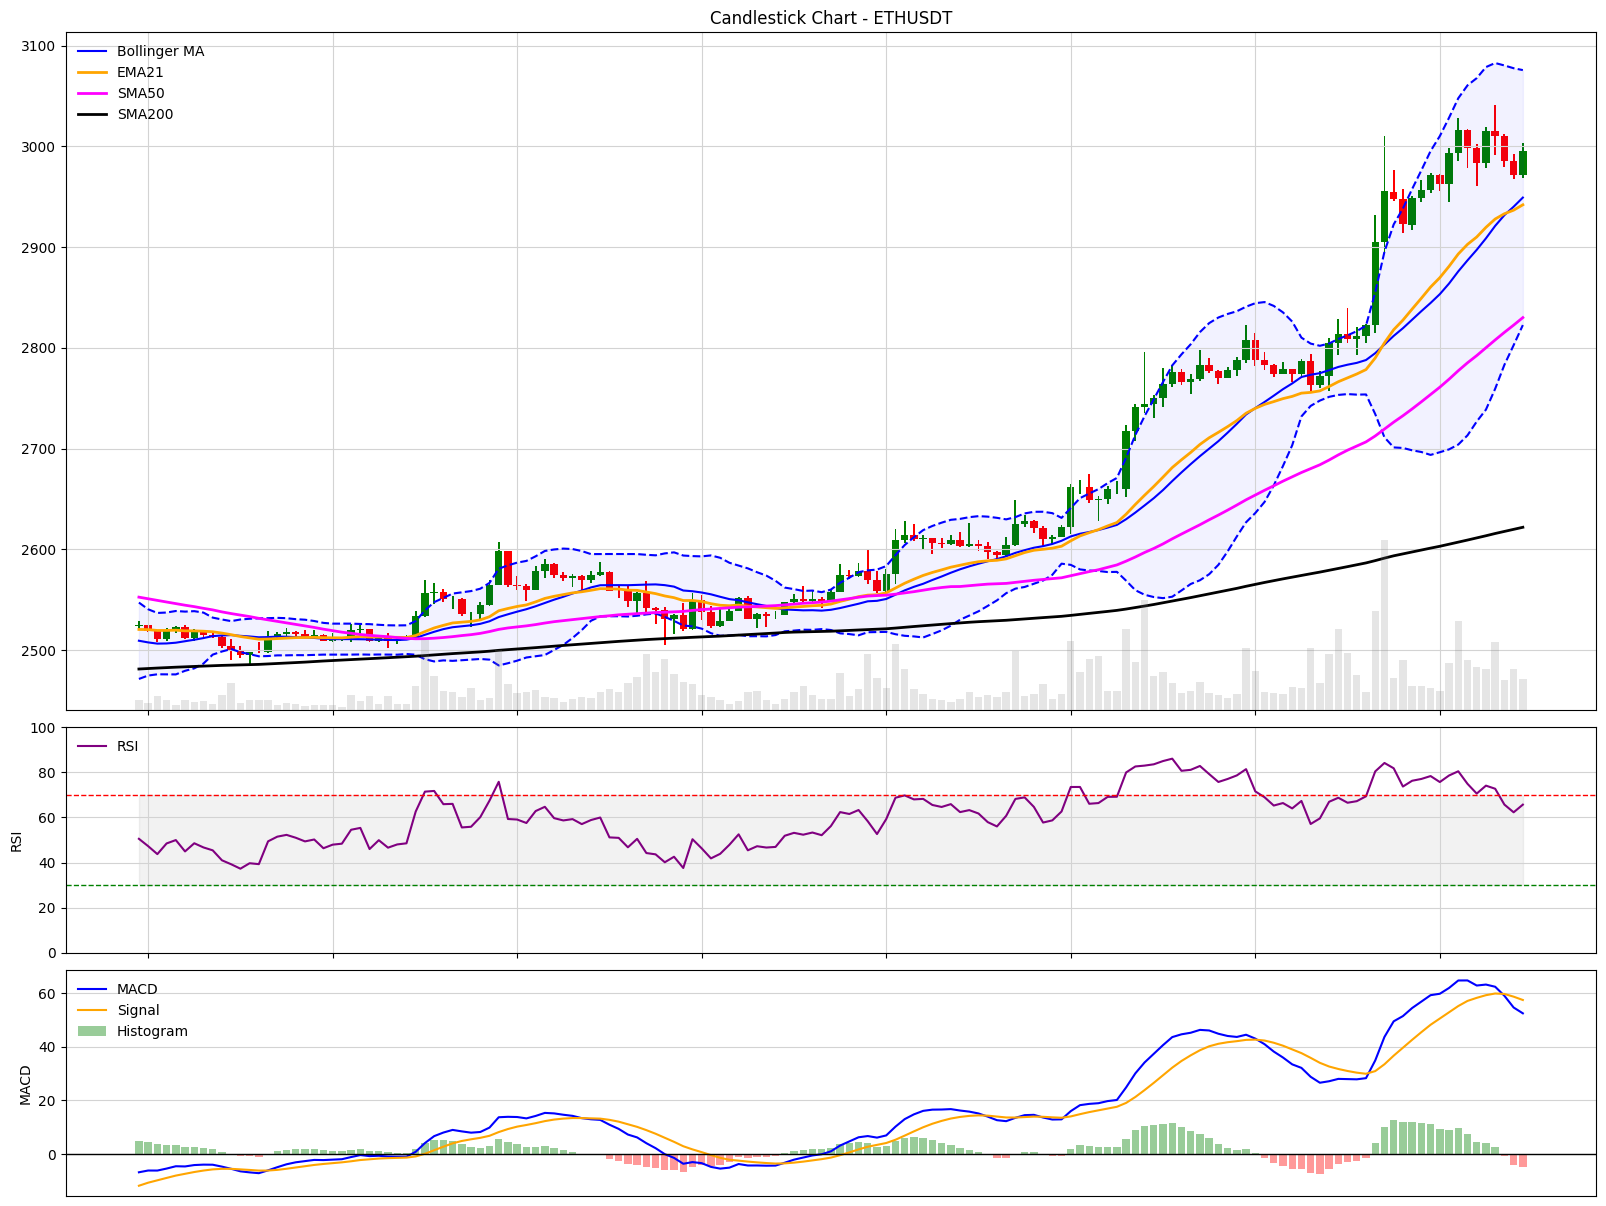 Candlestick Chart - ETHUSDT
Bollinger MA
EMA21
SMA50
SMA200
3100
3000
2900
2800
2700
2600
2500
RSI
RSI
100
80
60
40
20
0
MACD
Signal
Histogram
MACD
60
40
20
0